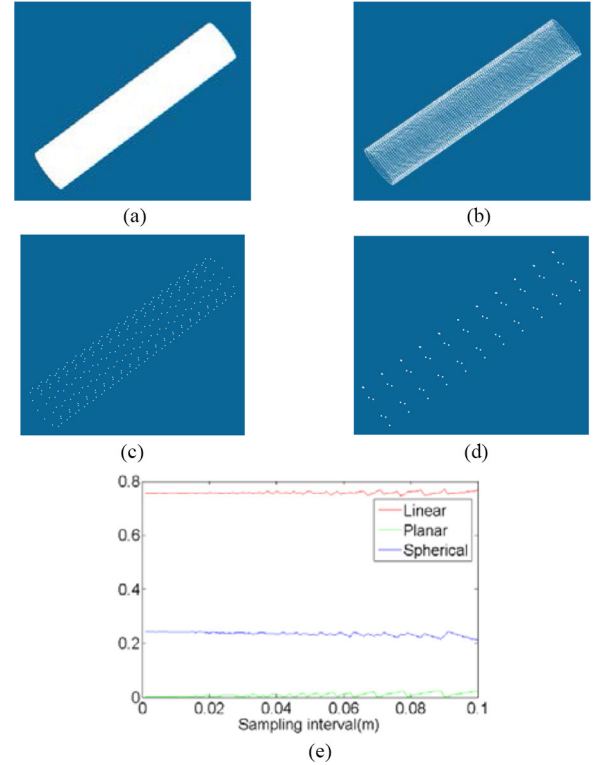 (a)
(b)
(c)
(d)
0.8
0.6
0.4
0.2
0
Linear
Planar
Spherical
0 0.02 0.04 0.06 0.08 0.1
Sampling interval(m)
(e)